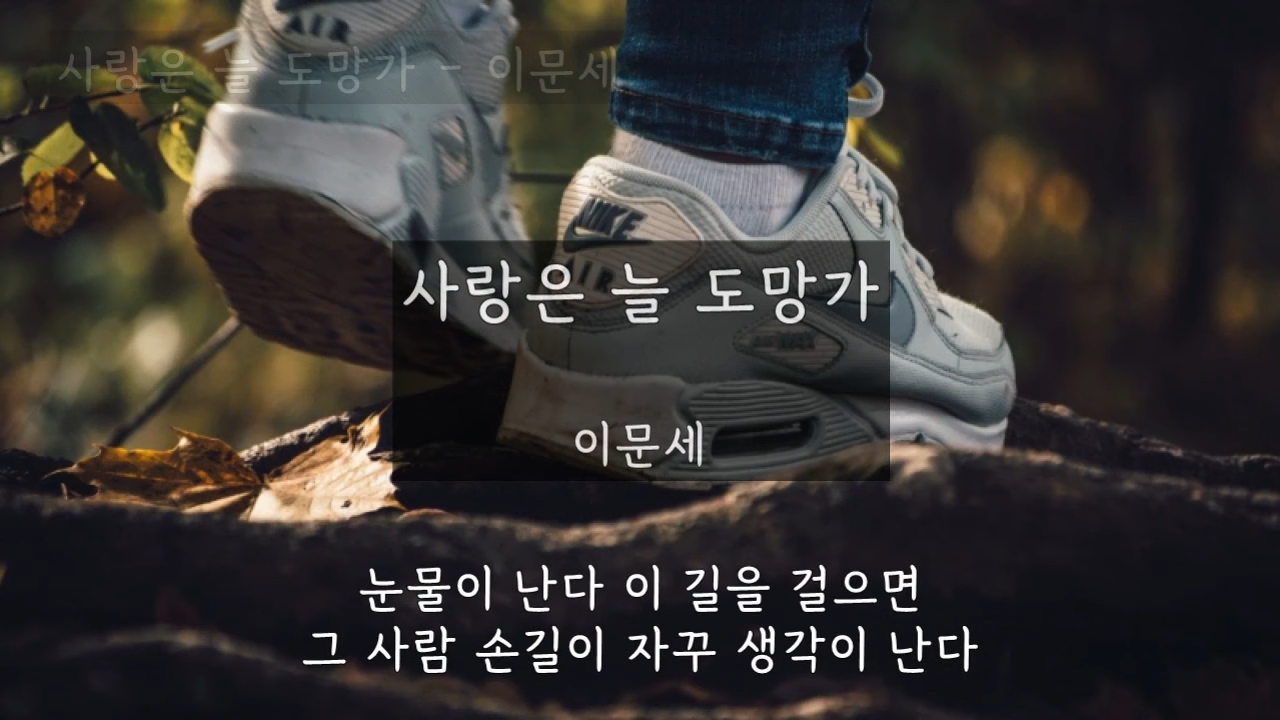 사랑은 늘 도망가 - 이문세
AIR
NIKE
AIR
사랑은 늘 도망가
이문세
눈물이 난다 이 길을 걸으면
그 사람 손길이 자꾸 생각이 난다